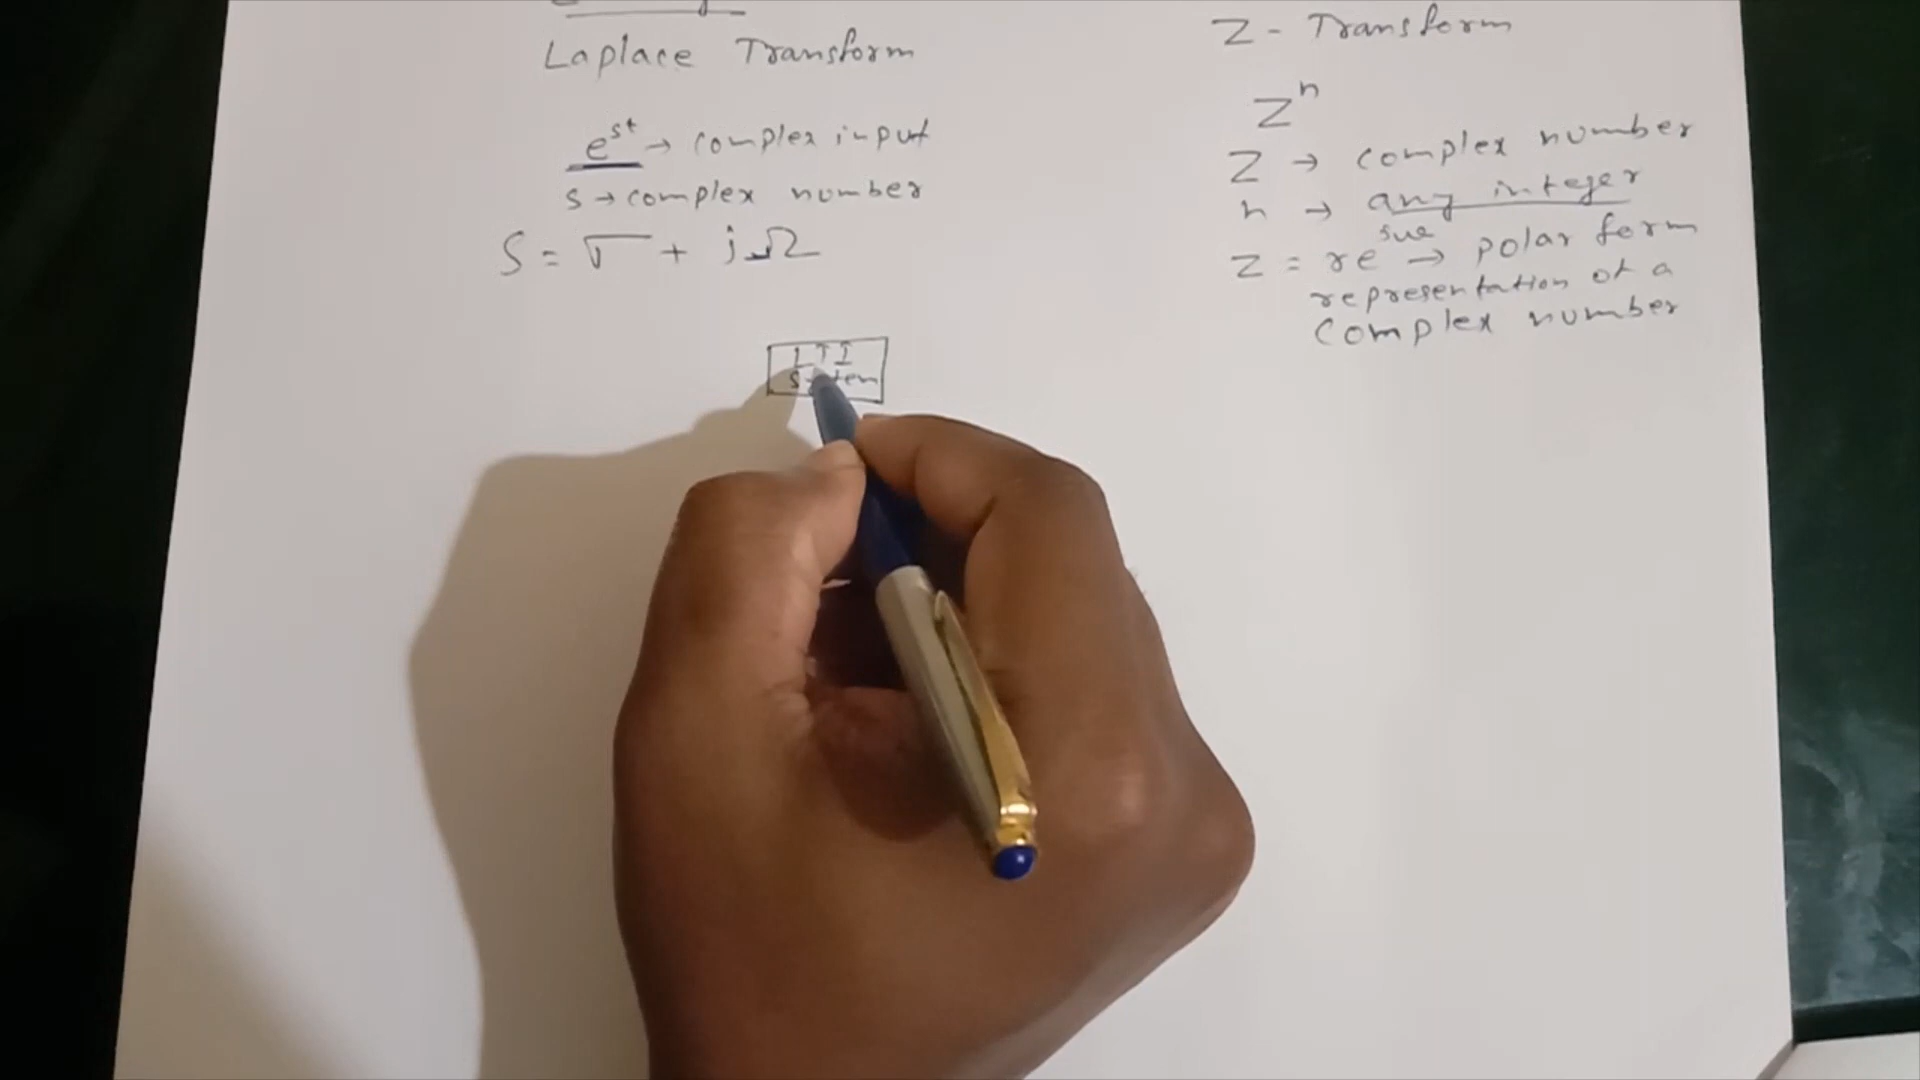 Laplace Transform
e^st → complex input
s → complex number
S = σ + jΩ
LTI
System
Z - Transform
Z^n
Z → complex number
n → any integer
Z = re → polar form
representation of a
complex number